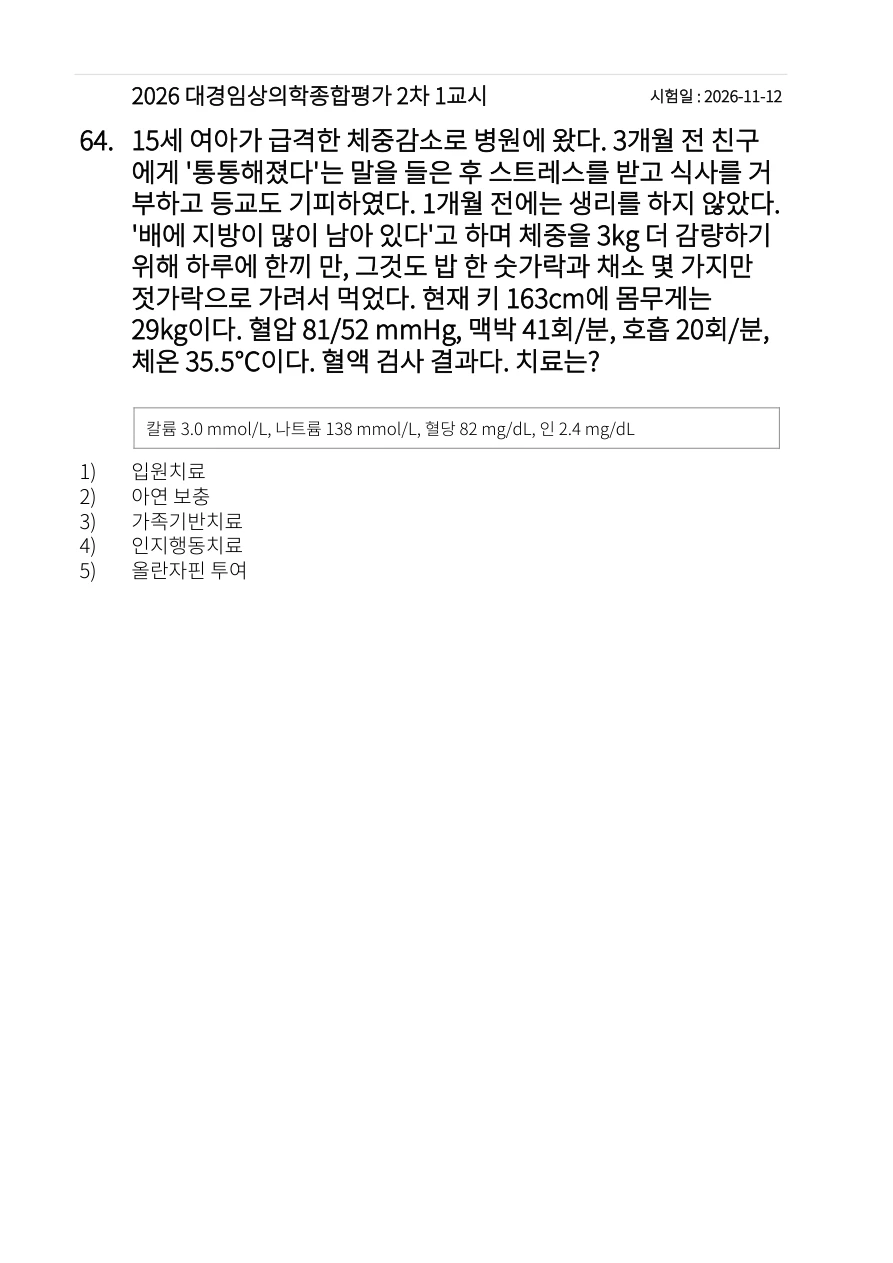 2026 대경임상의학종합평가 2차 1교시 시험일 : 2026-11-12
64. 15세 여아가 급격한 체중감소로 병원에 왔다. 3개월 전 친구
에게 '통통해졌다'는 말을 들은 후 스트레스를 받고 식사를 거
부하고 등교도 기피하였다. 1개월 전에는 생리를 하지 않았다.
'배에 지방이 많이 남아 있다'고 하며 체중을 3kg 더 감량하기
위해 하루에 한끼 만, 그것도 밥 한 숫가락과 채소 몇 가지만
젓가락으로 가려서 먹었다. 현재 키 163cm에 몸무게는
29kg이다. 혈압 81/52 mmHg, 맥박 41회/분, 호흡 20회/분,
체온 35.5°C이다. 혈액 검사 결과다. 치료는?
칼륨 3.0 mmol/L, 나트륨 138 mmol/L, 혈당 82 mg/dL, 인 2.4 mg/dL
1) 입원치료
2) 아연 보충
3) 가족기반치료
4) 인지행동치료
5) 올란자핀 투여